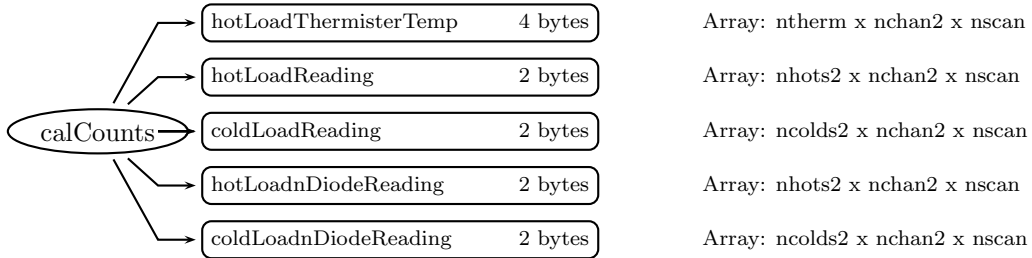 hotLoadThermisterTemp 4 bytes Array: ntherm x nchan2 x nscan
hotLoadReading 2 bytes Array: nhots2 x nchan2 x nscan
calCounts coldLoadReading 2 bytes Array: ncolds2 x nchan2 x nscan
hotLoadnDiodeReading 2 bytes Array: nhots2 x nchan2 x nscan
coldLoadnDiodeReading 2 bytes Array: ncolds2 x nchan2 x nscan